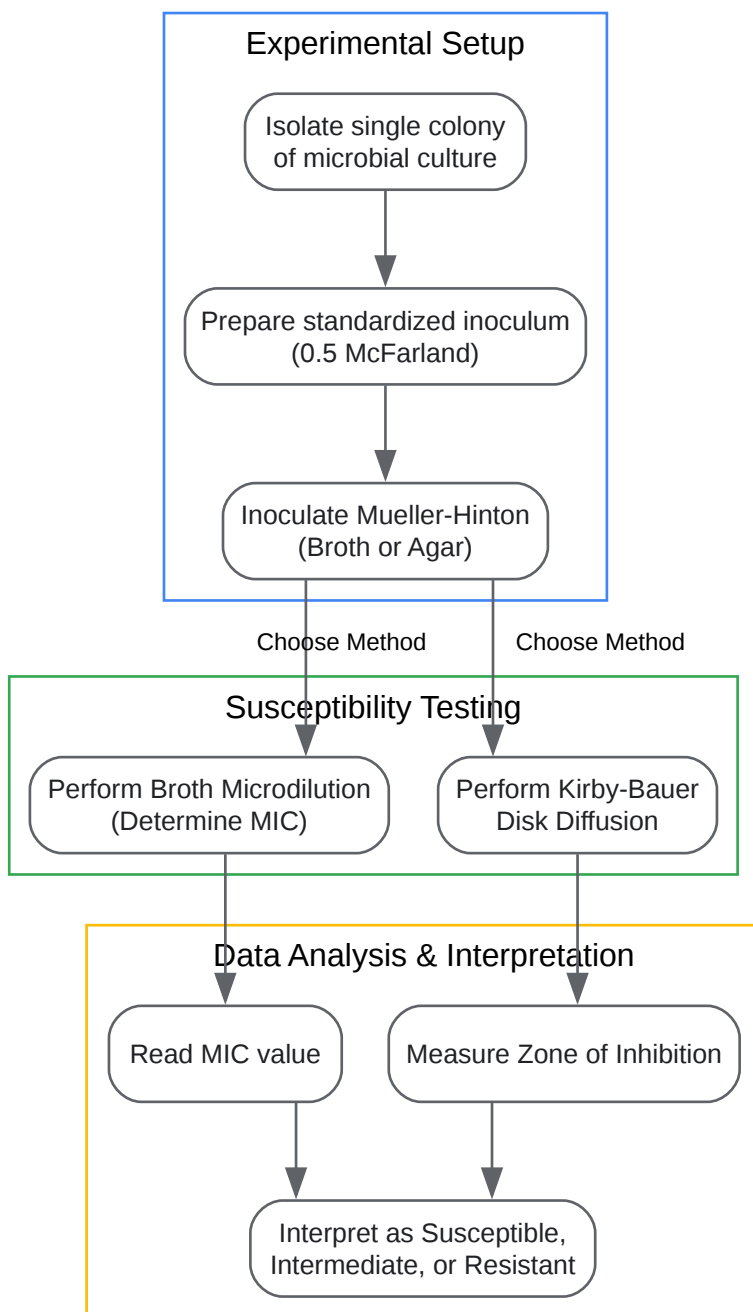 Experimental Setup
Isolate single colony
of microbial culture
Prepare standardized inoculum
(0.5 McFarland)
Inoculate Mueller-Hinton
(Broth or Agar)
Choose Method
Choose Method
Susceptibility Testing
Perform Broth Microdilution
(Determine MIC)
Perform Kirby-Bauer
Disk Diffusion
Data Analysis & Interpretation
Read MIC value
Measure Zone of Inhibition
Interpret as Susceptible,
Intermediate, or Resistant